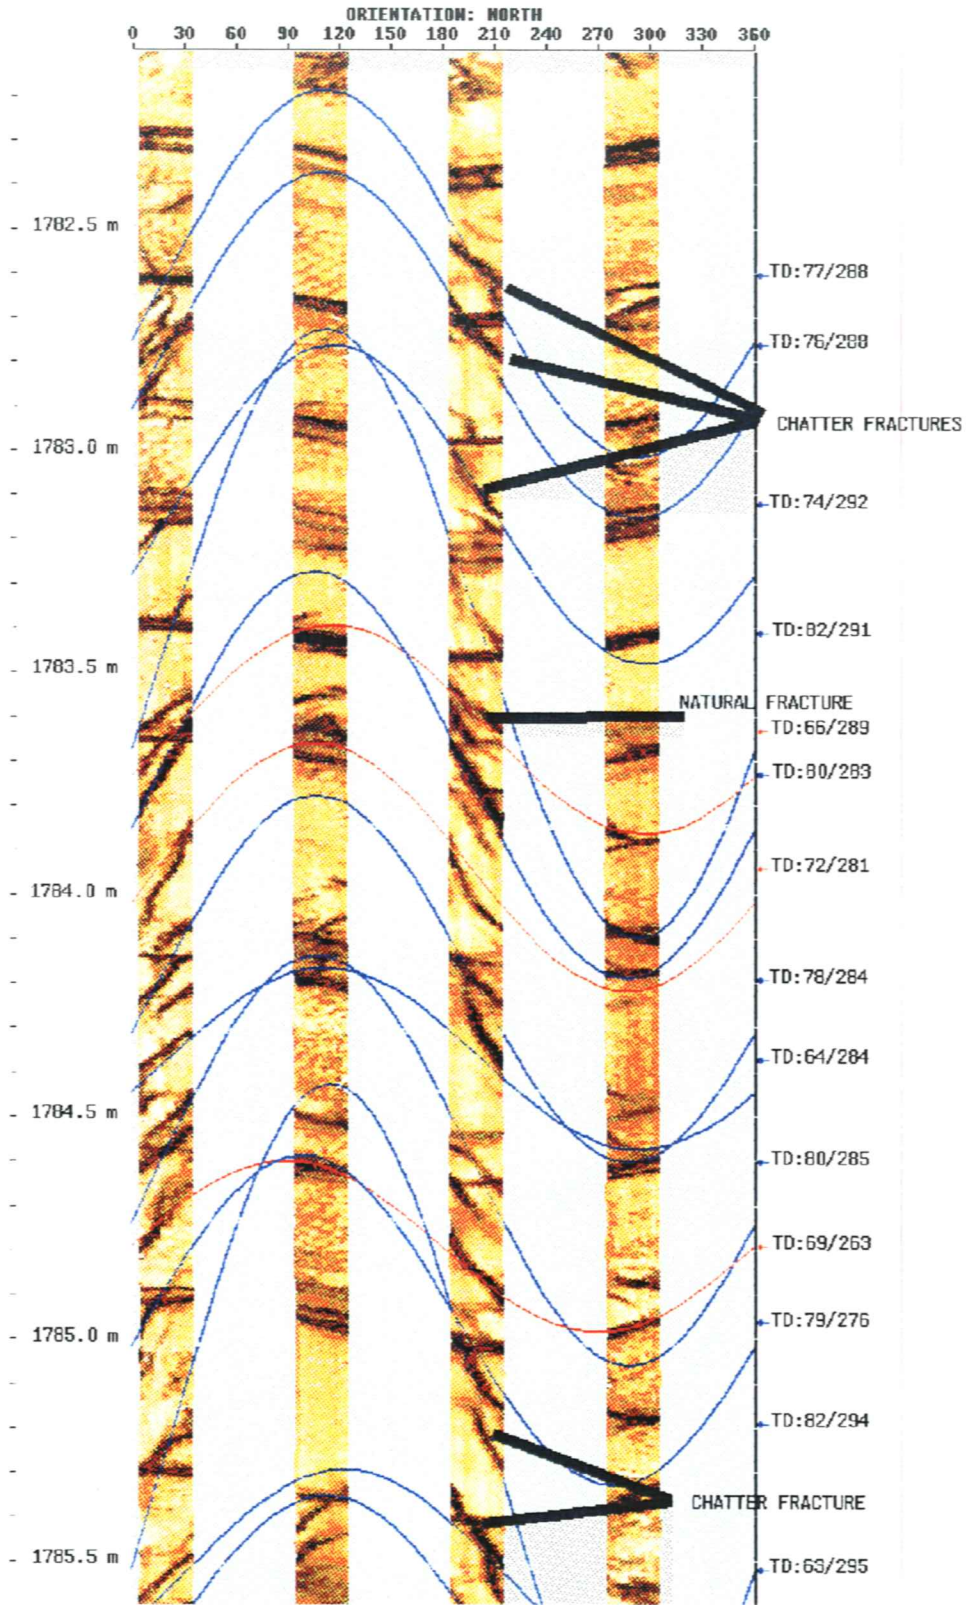 ORIENTATION: NORTH
0 30 60 90 120 150 180 210 240 270 300 330 360
1782.5 m
TD:77/288
TD:76/288
CHATTER FRACTURES
1783.0 m
TD:74/292
TD:82/291
1783.5 m
NATURAL FRACTURE
TD:66/289
TD:80/283
TD:72/281
1784.0 m
TD:78/284
TD:64/284
1784.5 m
TD:80/285
TD:69/263
1785.0 m
TD:79/276
TD:82/294
CHATTER FRACTURE
1785.5 m
TD:63/295